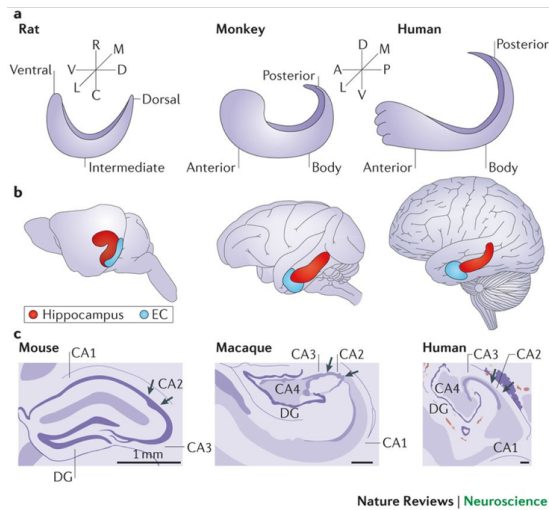 a
Rat
Monkey
Human
R
M
V
D
L
C
Ventral
Dorsal
Intermediate
D
M
A
P
L
V
Posterior
Anterior
Body
Posterior
Anterior
Body
b
Hippocampus
EC
c
Mouse
CA1
CA2
CA3
DG
1 mm
Macaque
CA3
CA2
CA4
DG
CA1
Human
CA3
CA2
CA4
DG
CA1
Nature Reviews | Neuroscience